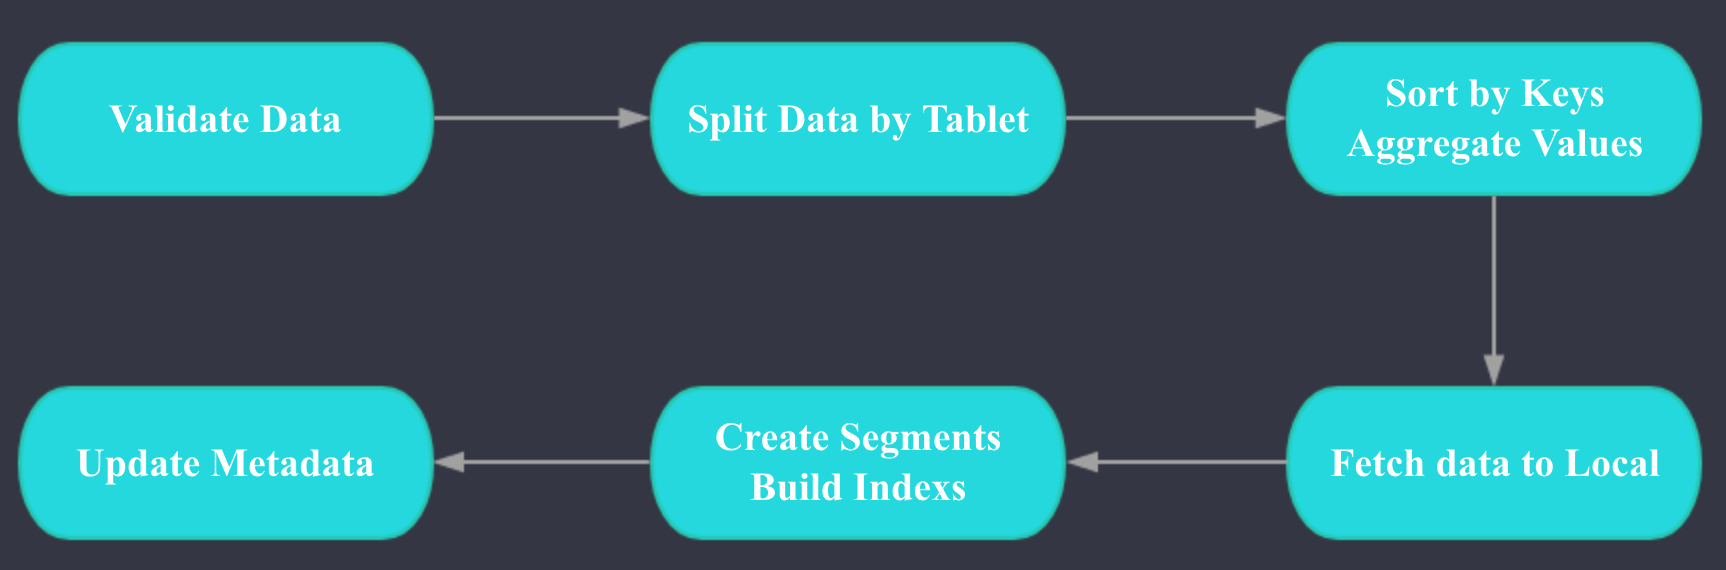 Validate Data
Split Data by Tablet
Sort by Keys
Aggregate Values
Fetch data to Local
Create Segments
Build Indexs
Update Metadata